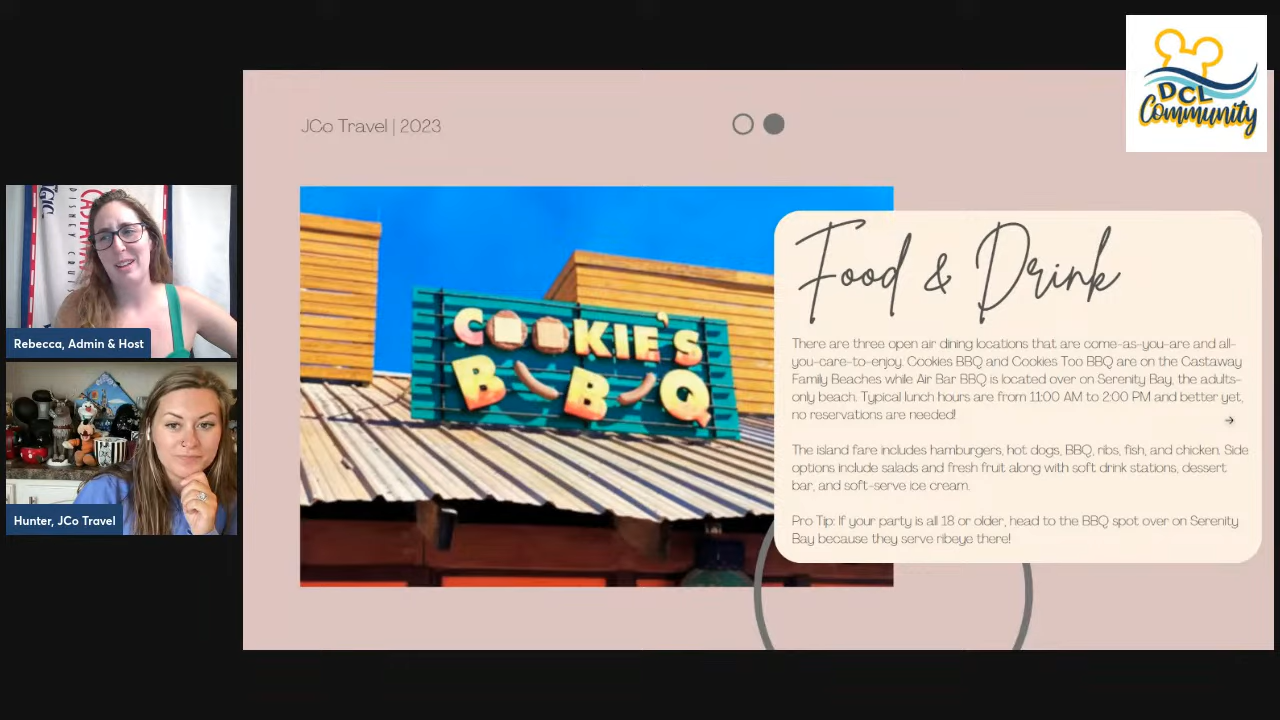 DCL
Community
JCo Travel | 2023
COOKIE'S
BBQ
Food & Drink
There are three open air dining locations that are come-as-you-are and all-
you-care-to-enjoy. Cookies BBQ and Cookies Too BBQ are on the Castaway
Family Beaches while Air Bar BBQ is located over on Serenity Bay, the adults-
only beach. Typical lunch hours are from 11:00 AM to 2:00 PM and better yet,
no reservations are needed!
The island fare includes hamburgers, hot dogs, BBQ, ribs, fish, and chicken. Side
options include salads and fresh fruit along with soft drink stations, dessert
bar, and soft-serve ice cream.
Pro Tip: If your party is all 18 or older, head to the BBQ spot over on Serenity
Bay because they serve ribeye there!
Rebecca, Admin & Host
Hunter, JCo Travel